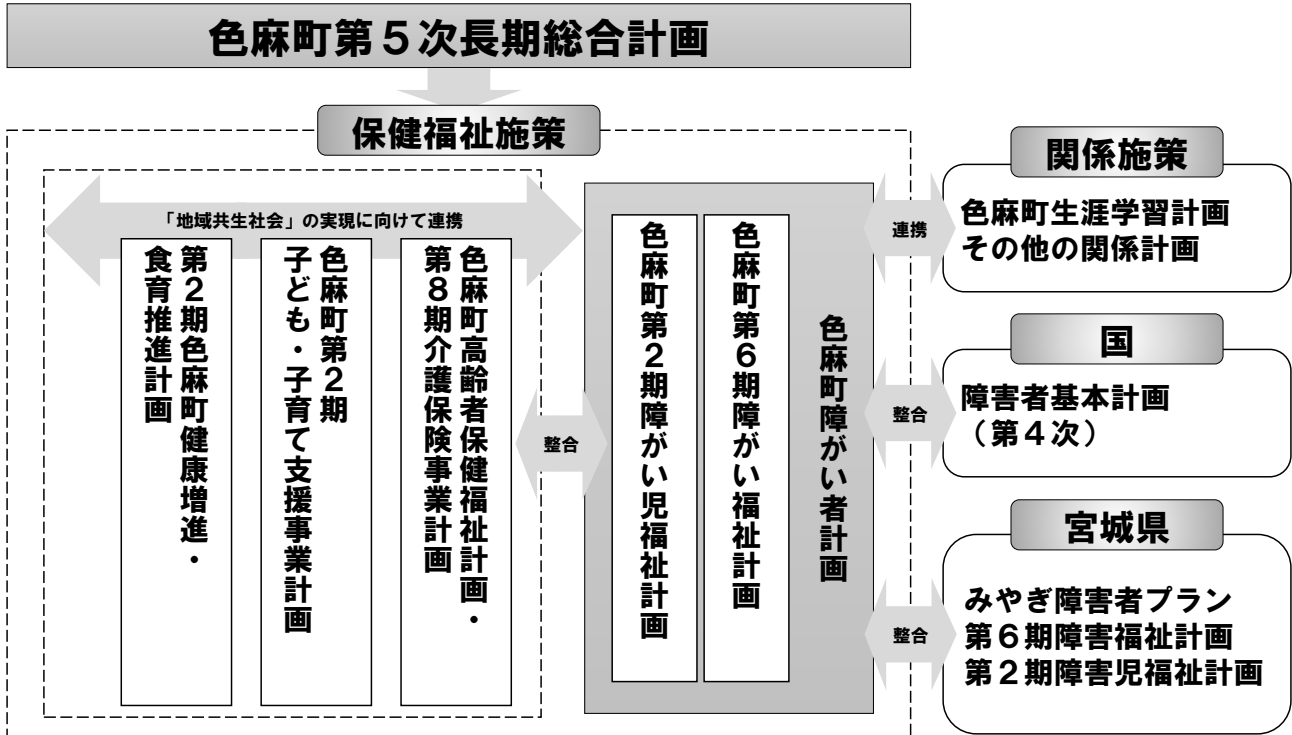 色麻町第５次長期総合計画
保健福祉施策
「地域共生社会」の実現に向けて連携
第２期色麻町健康増進・
食育推進計画
色麻町第２期
子ども・子育て支援事業計画
色麻町高齢者保健福祉計画・
第８期介護保険事業計画
整合
色麻町第２期障がい児福祉計画
色麻町第６期障がい福祉計画
色麻町障がい者計画
連携
関係施策
色麻町生涯学習計画
その他の関係計画
整合
国
障害者基本計画
（第４次）
整合
宮城県
みやぎ障害者プラン
第６期障害福祉計画
第２期障害児福祉計画